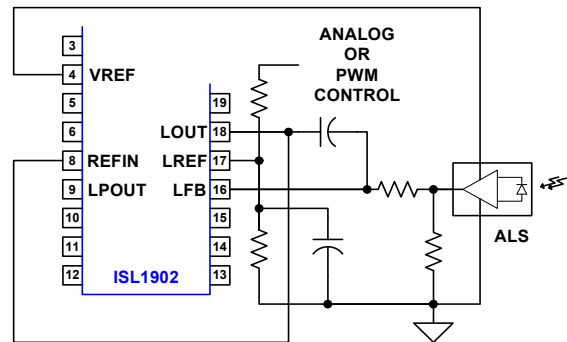 ANALOG
OR
PWM
CONTROL
3
4 VREF
5
6
8 REFIN
9 LPOUT
10
11
12
ISL1902
19
LOUT 18
LREF 17
LFB 16
15
14
13
ALS